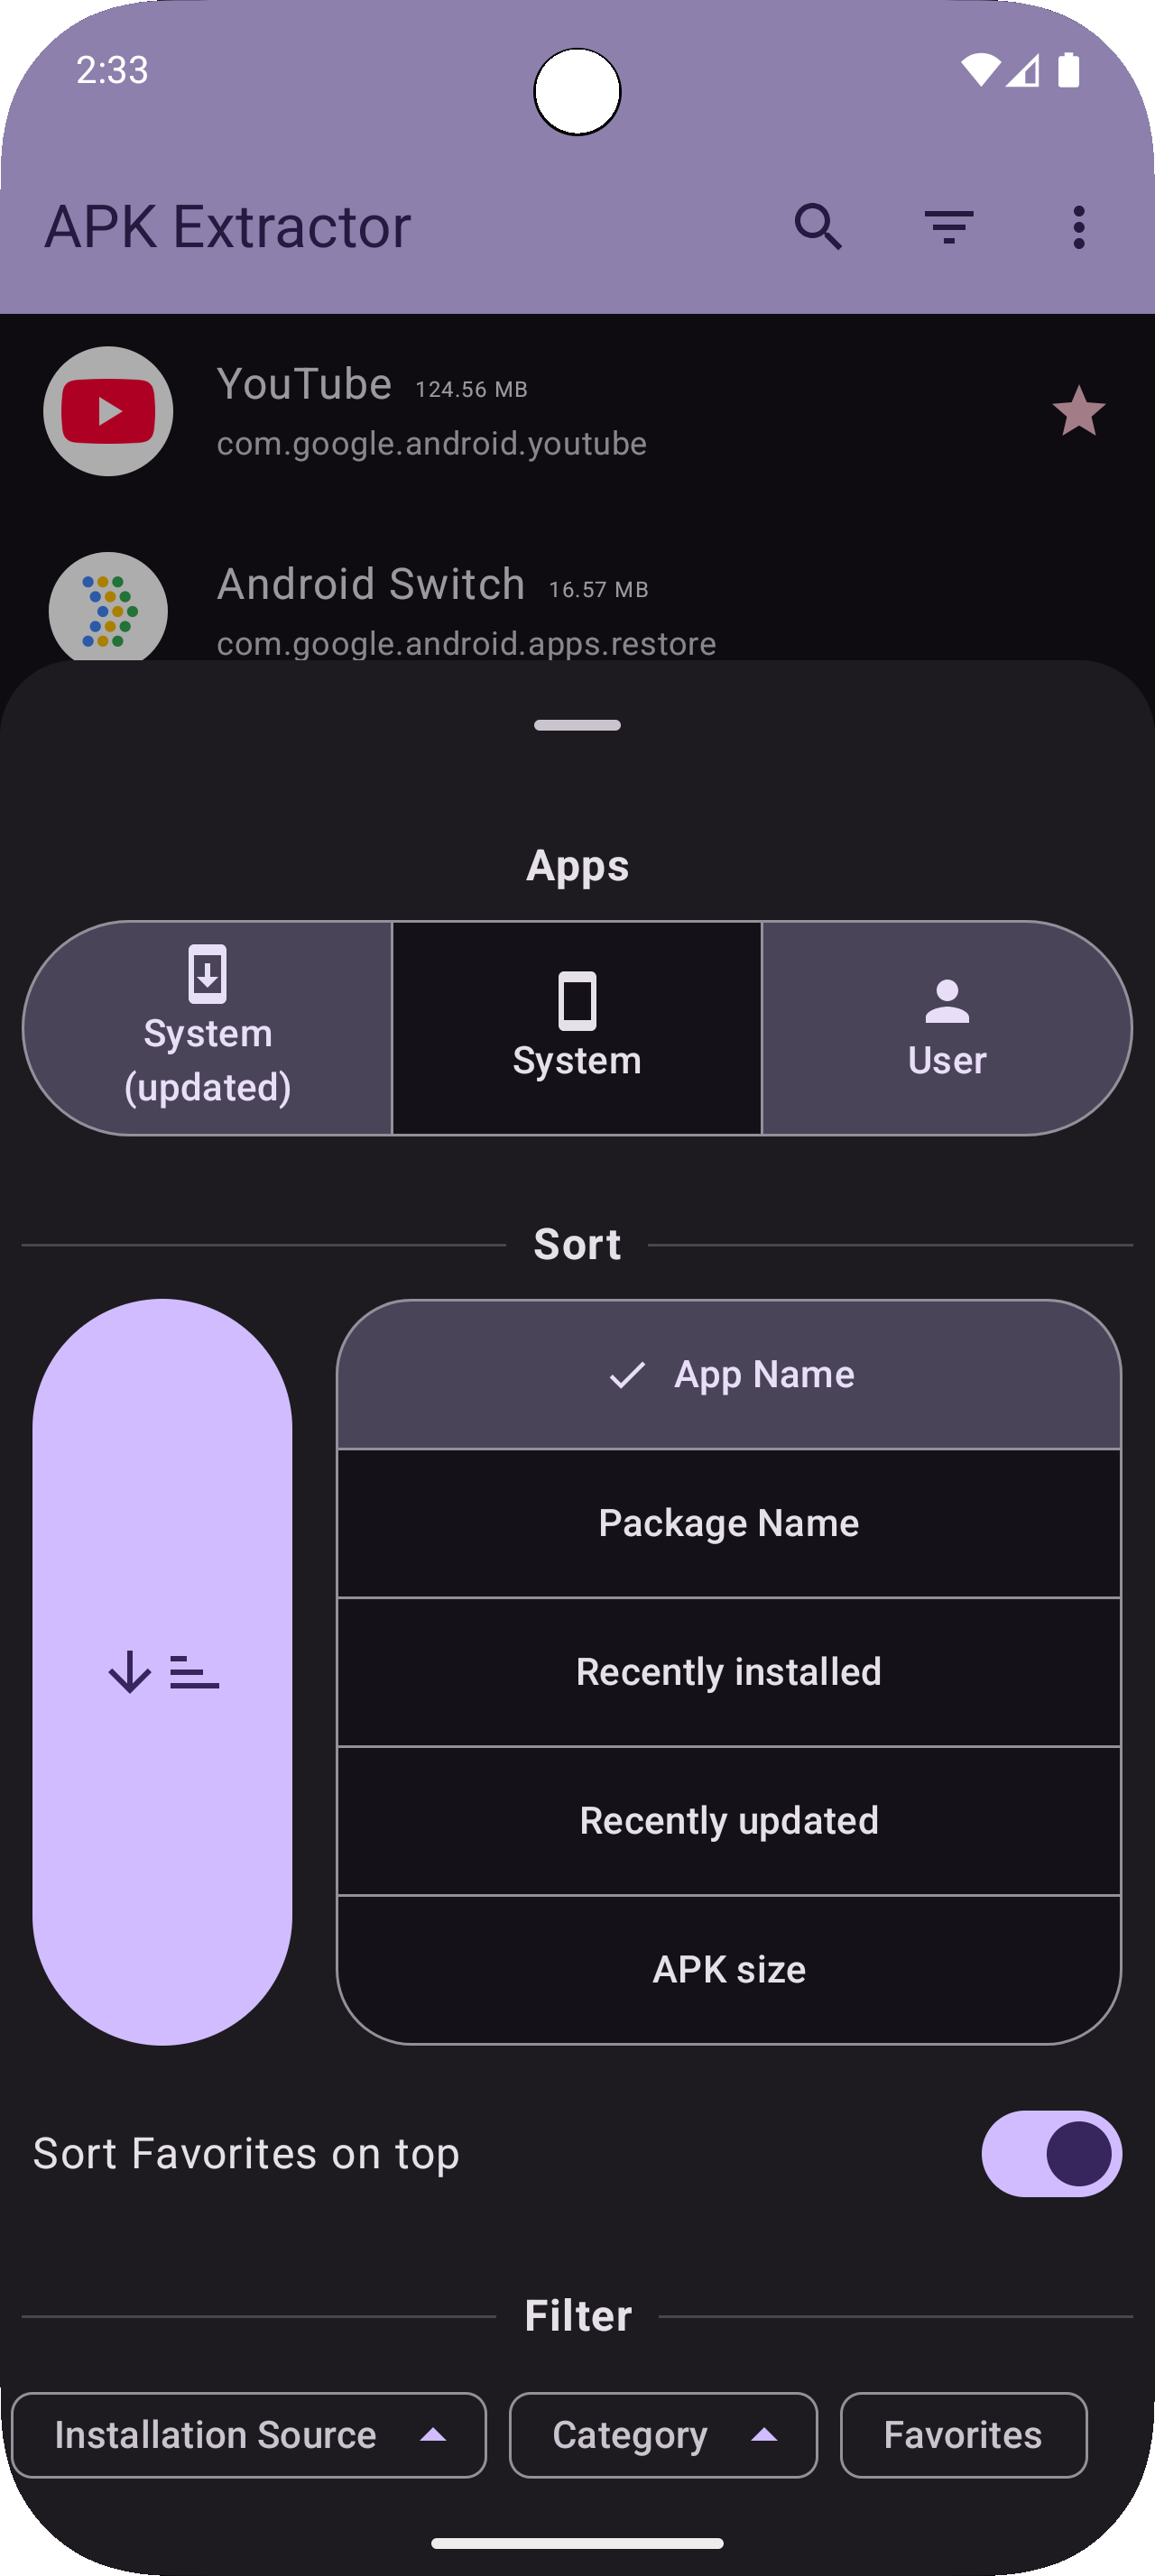 2:33
APK Extractor
YouTube 124.56 MB
com.google.android.youtube
Android Switch 16.57 MB
com.google.android.apps.restore
Apps
System
(updated)
System
User
Sort
App Name
Package Name
Recently installed
Recently updated
APK size
Sort Favorites on top
Filter
Installation Source
Category
Favorites